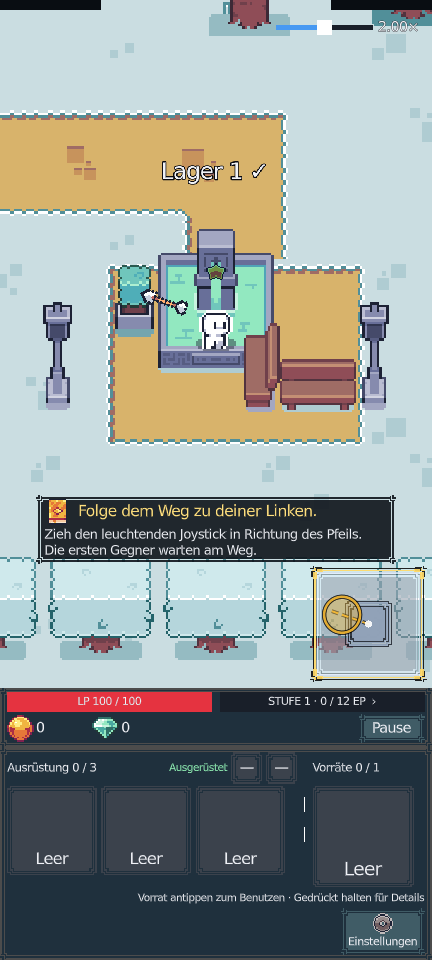 2.00×
Lager 1 ✓
Folge dem Weg zu deiner Linken.
Zieh den leuchtenden Joystick in Richtung des Pfeils.
Die ersten Gegner warten am Weg.
LP 100 / 100
STUFE 1 · 0 / 12 EP ›
0
0
Pause
Ausrüstung 0 / 3
Ausgerüstet
—
—
Vorräte 0 / 1
Leer
Leer
Leer
Leer
Vorrat antippen zum Benutzen · Gedrückt halten für Details
Einstellungen